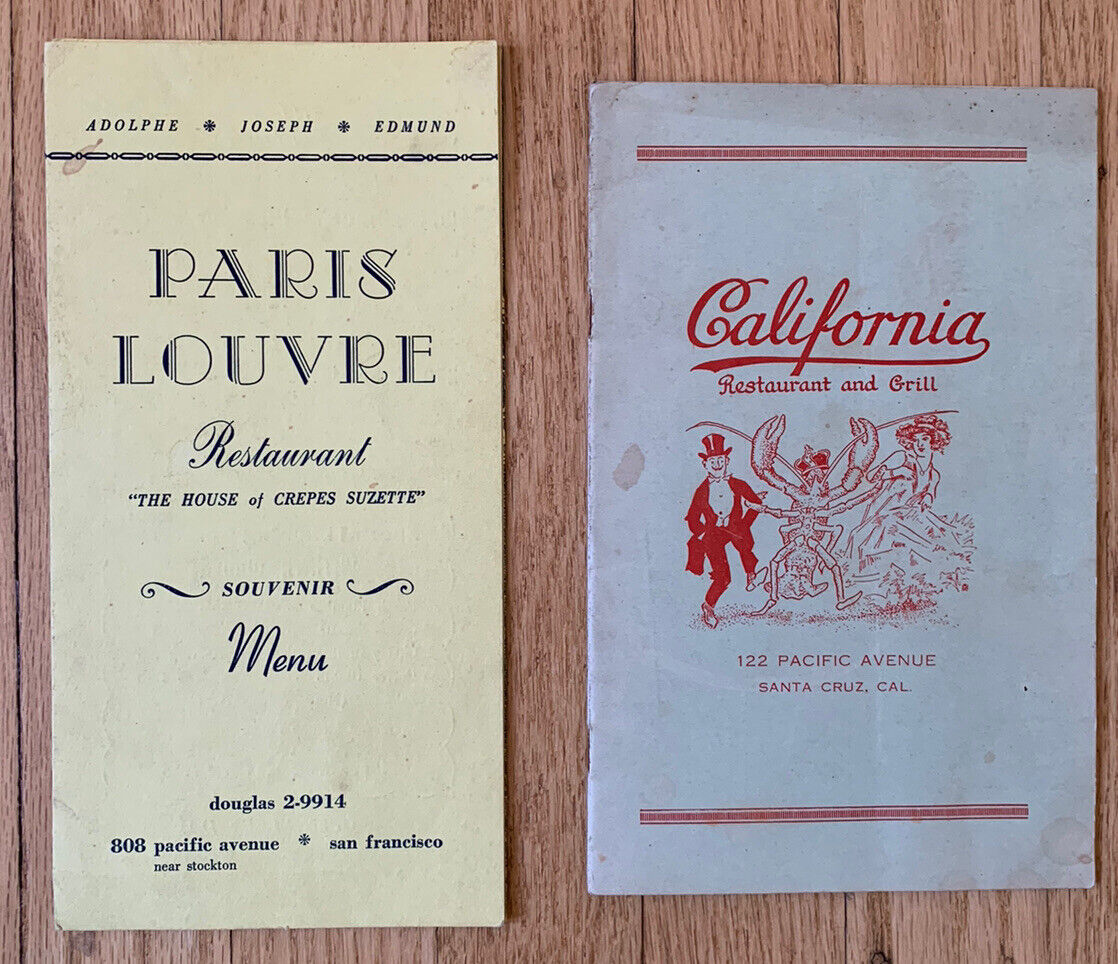 ADOLPHE * JOSEPH * EDMUND
PARIS
LOUVRE
Restaurant
"THE HOUSE of CREPES SUZETTE"
SOUVENIR
Menu
douglas 2-9914
808 pacific avenue * san francisco
near stockton
California
Restaurant and Grill
122 PACIFIC AVENUE
SANTA CRUZ, CAL.